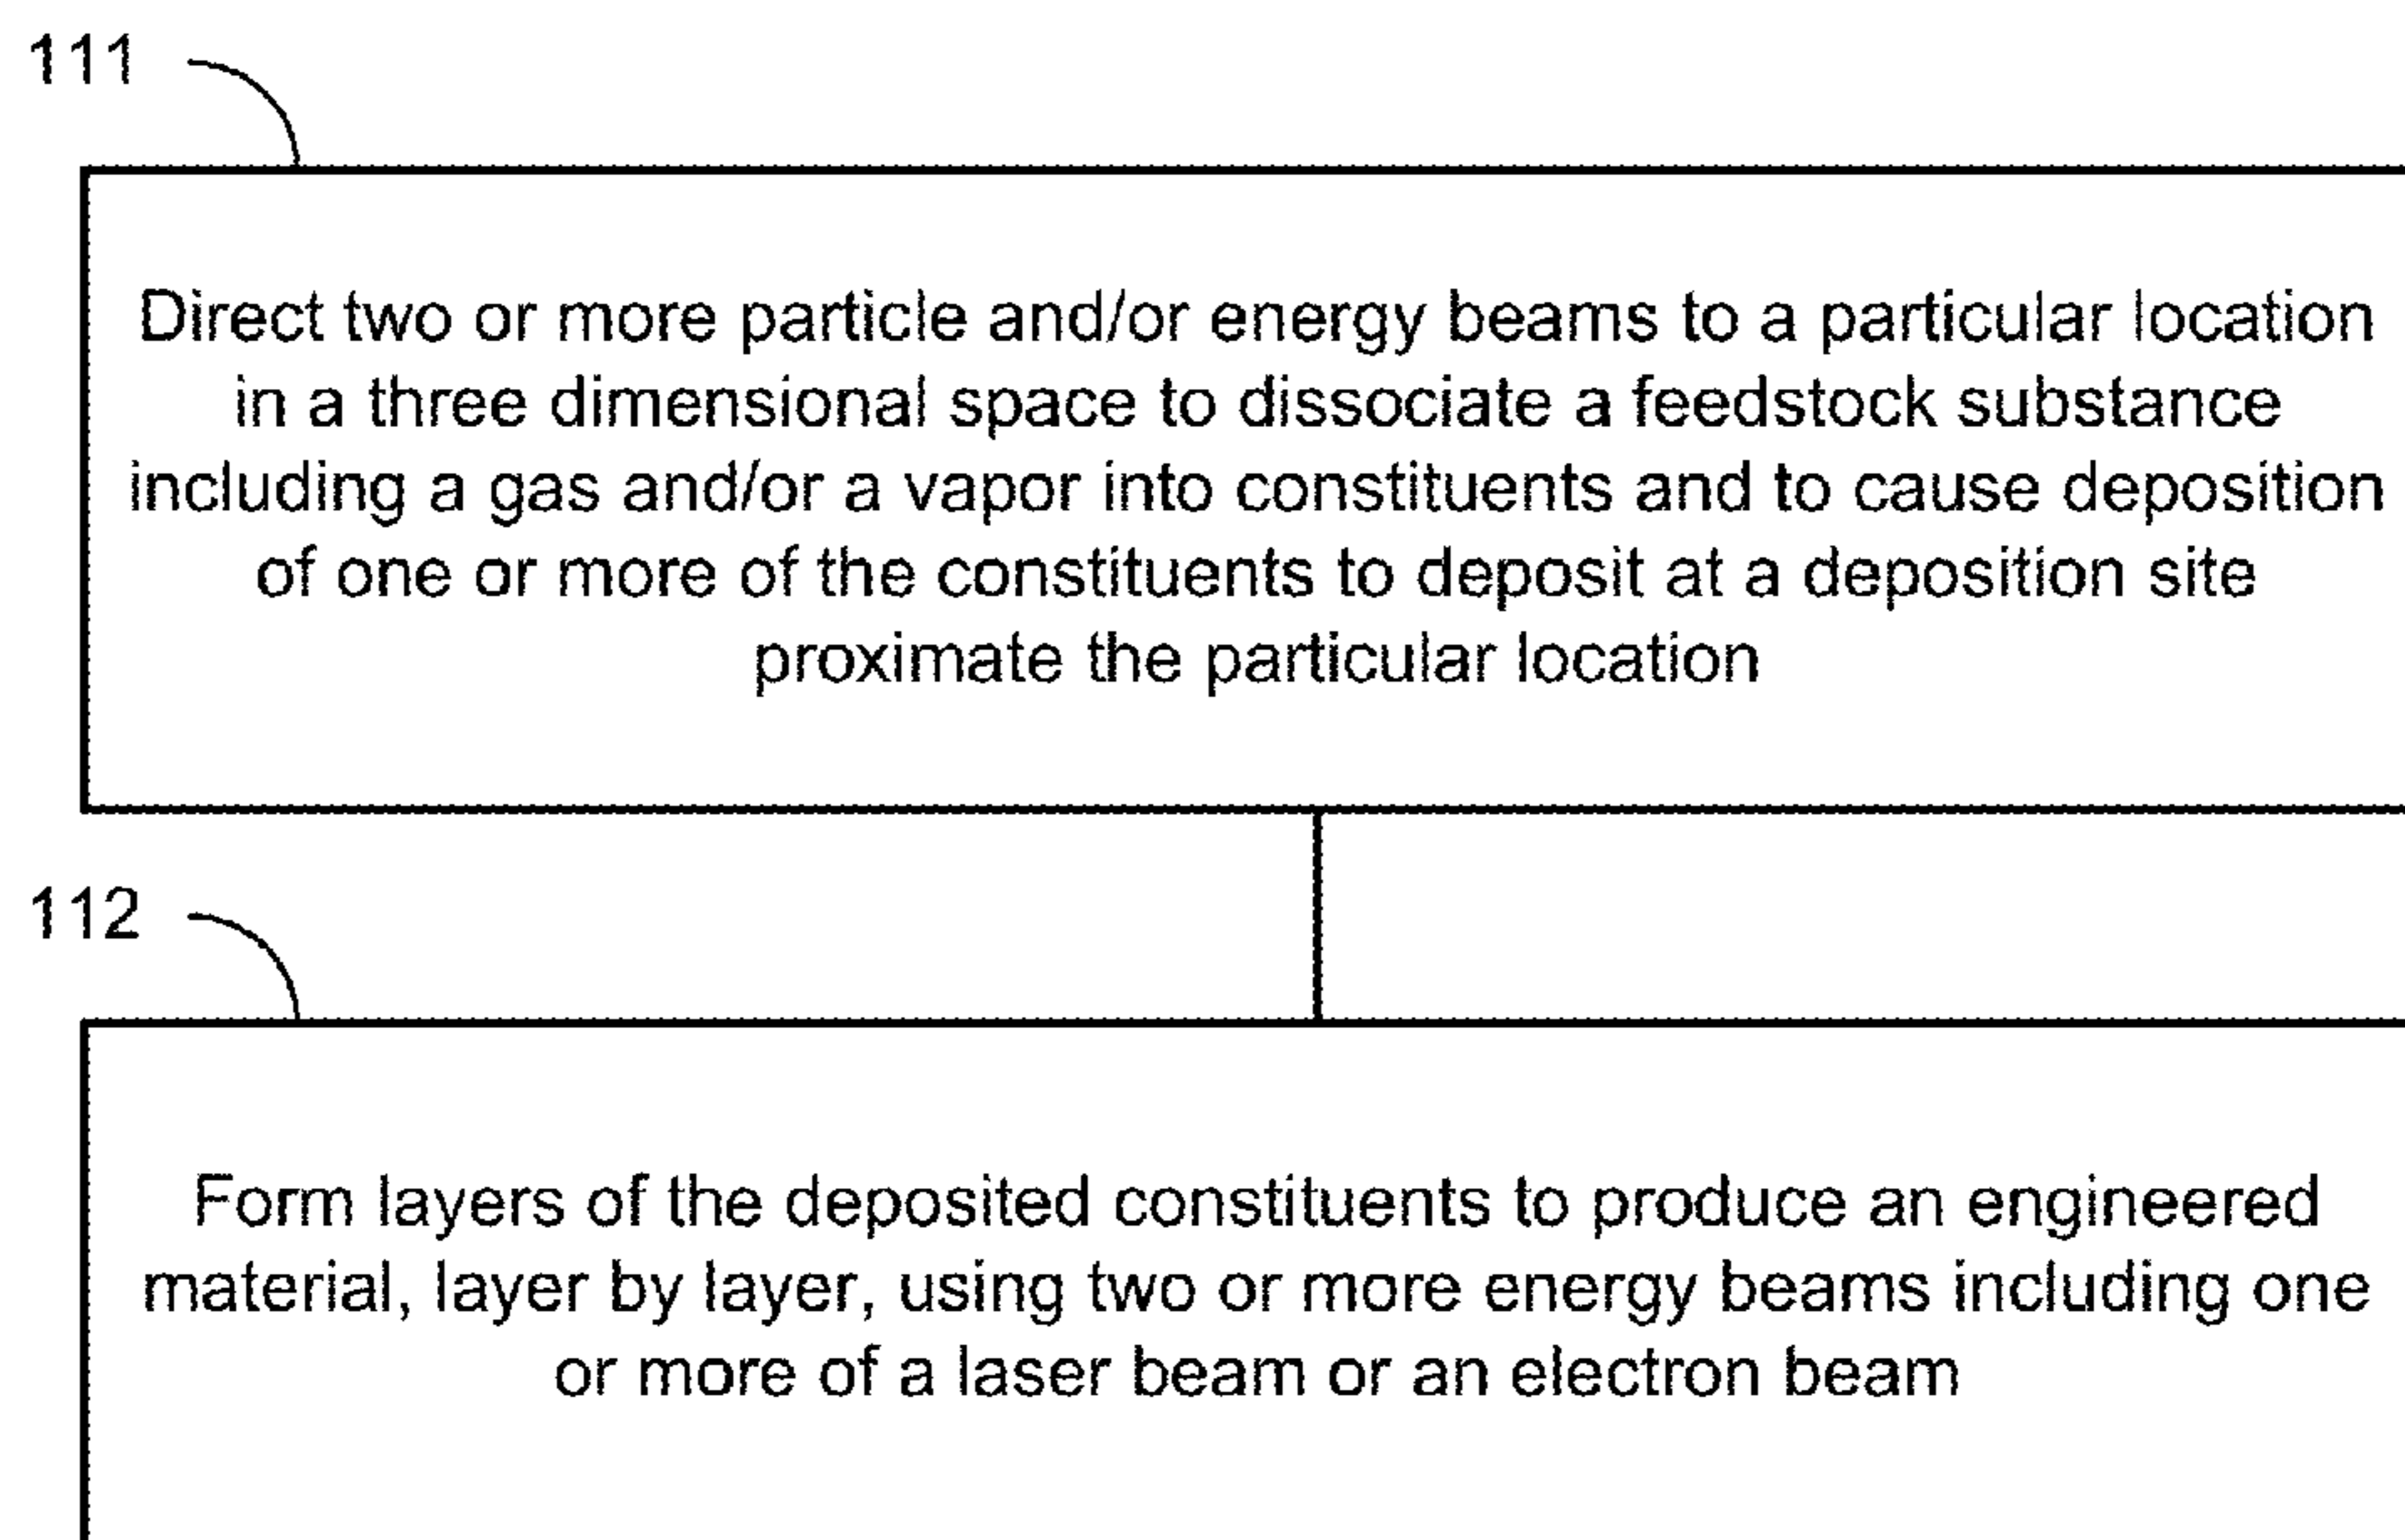 111
Direct two or more particle and/or energy beams to a particular location
in a three dimensional space to dissociate a feedstock substance
including a gas and/or a vapor into constituents and to cause deposition
of one or more of the constituents to deposit at a deposition site
proximate the particular location
112
Form layers of the deposited constituents to produce an engineered
material, layer by layer, using two or more energy beams including one
or more of a laser beam or an electron beam